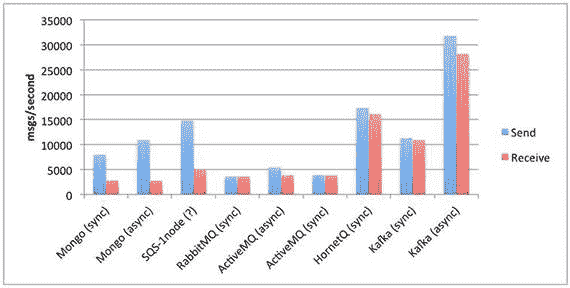 35000
30000
25000
20000
15000
10000
5000
0
msgs/second
Mongo (sync)
Mongo (async)
SQS-1node (?)
RabbitMQ (sync)
ActiveMQ (async)
ActiveMQ (sync)
HornetQ (sync)
Kafka (sync)
Kafka (async)
Send
Receive